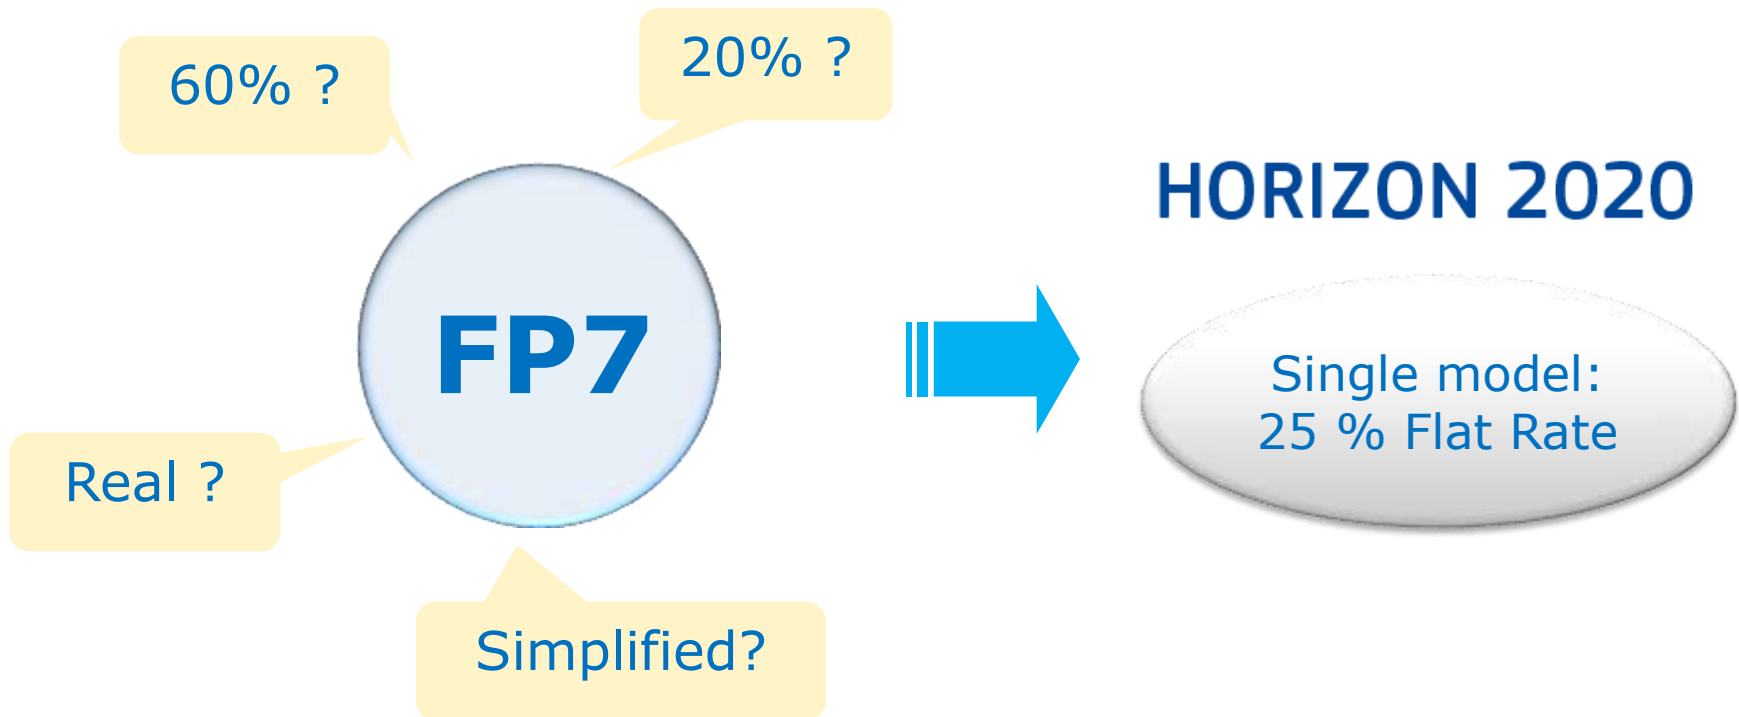 60% ?
20% ?
FP7
Real ?
Simplified?
HORIZON 2020
Single model:
25 % Flat Rate